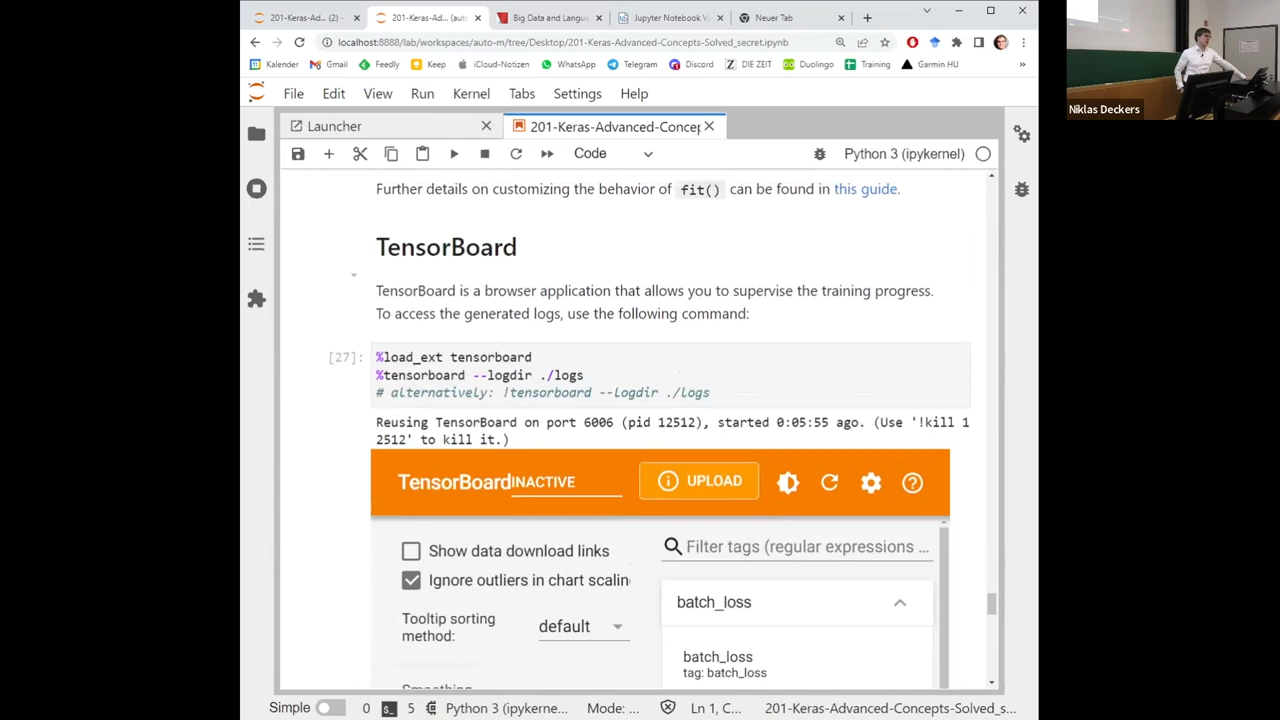 201-Keras-Ad... (2) -
201-Keras-Ad... (auto
Big Data and Langu
Jupyter Notebook Vi
Neuer Tab
localhost:8888/lab/workspaces/auto-m/tree/Desktop/201-Keras-Advanced-Concepts-Solved_secret.ipynb
Kalender
Gmail
Feedly
Keep
iCloud-Notizen
WhatsApp
Telegram
Discord
DIE ZEIT
Duolingo
Training
Garmin HU
»
Niklas Deckers
File Edit View Run Kernel Tabs Settings Help
Launcher
201-Keras-Advanced-Concep
Code
Python 3 (ipykernel)
Further details on customizing the behavior of fit() can be found in this guide.
TensorBoard
TensorBoard is a browser application that allows you to supervise the training progress.
To access the generated logs, use the following command:
[27]:
%load_ext tensorboard
%tensorboard --logdir ./logs
# alternatively: !tensorboard --logdir ./logs
Reusing TensorBoard on port 6006 (pid 12512), started 0:05:55 ago. (Use '!kill 1
2512' to kill it.)
TensorBoard
INACTIVE
UPLOAD
Show data download links
Filter tags (regular expressions ...
Ignore outliers in chart scalin
batch_loss
Tooltip sorting
method:
default
batch_loss
tag: batch_loss
Smoothing
Simple
0
5
Python 3 (ipykerne...
Mode: ...
Ln 1, C...
201-Keras-Advanced-Concepts-Solved_s...